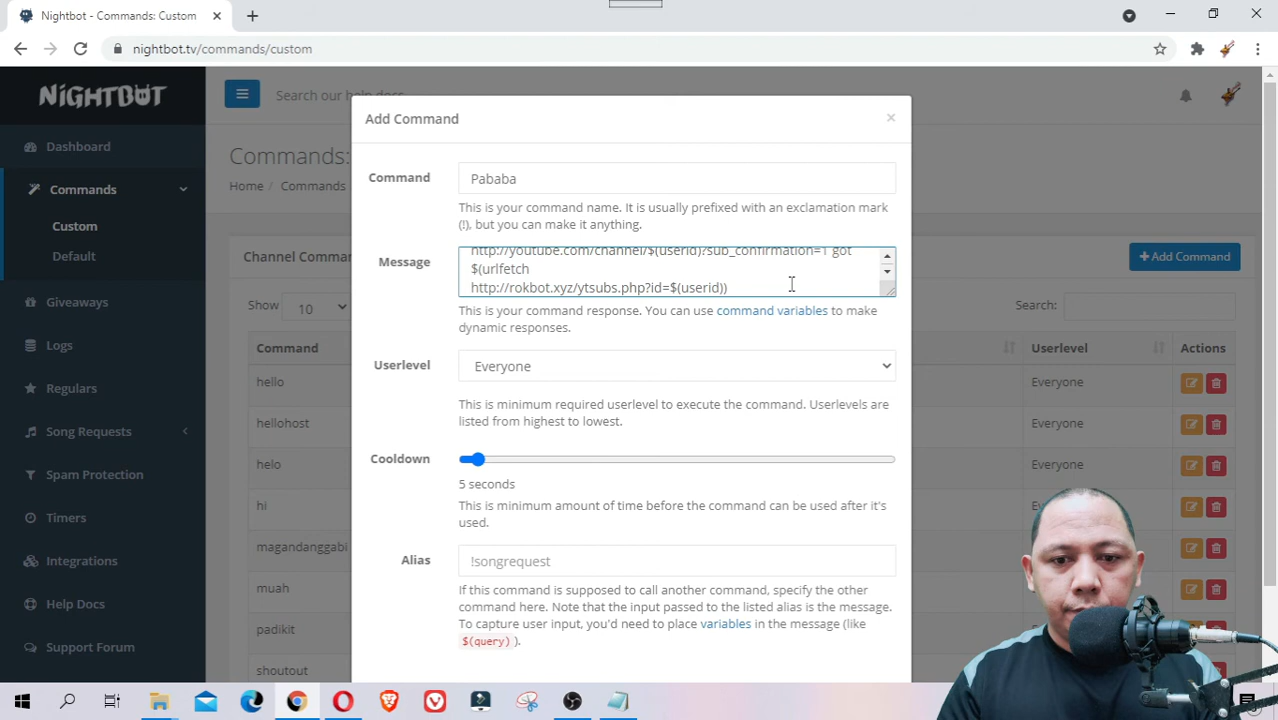 Nightbot - Commands: Custom
nightbot.tv/commands/custom
NiGHTBOT
Search our help docs
Dashboard
Commands
Custom
Default
Giveaways
Logs
Regulars
Song Requests
Spam Protection
Timers
Integrations
Help Docs
Support Forum
Commands:
Home / Commands
Channel Comman
Add Command
Show
10
Search:
Command
Userlevel
Actions
hello
Everyone
hellohost
Everyone
helo
Everyone
hi
magandanggabi
muah
padikit
shoutout
Add Command
×
Command
Pababa
This is your command name. It is usually prefixed with an exclamation mark
(!), but you can make it anything.
Message
http://youtube.com/channel/$(userid)?sub_confirmation=1 got
$(urlfetch
http://rokbot.xyz/ytsubs.php?id=$(userid))
This is your command response. You can use command variables to make
dynamic responses.
Userlevel
Everyone
This is minimum required userlevel to execute the command. Userlevels are
listed from highest to lowest.
Cooldown
5 seconds
This is minimum amount of time before the command can be used after it's
used.
Alias
!songrequest
If this command is supposed to call another command, specify the other
command here. Note that the input passed to the listed alias is the message.
To capture user input, you'd need to place variables in the message (like
$(query) ).